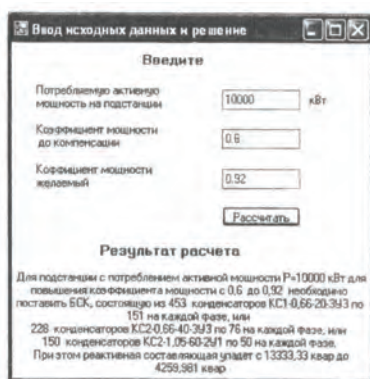 Ввод исходных данных и решение
Введите
Потребляемую активную
мощность на подстанции
10000
кВт
Коэффициент мощности
до компенсации
0.6
Коффициент мощности
желаемый
0.92
Рассчитать
Результат расчета
Для подстанции с потреблением активной мощности P=10000 кВт для
повышения коэффициента мощности с 0,6 до 0,92 необходимо
поставить БСК, состоящую из 453 конденсаторов КС1-0,66-20-3У3 по
151 на каждой фазе, или
228 конденсаторов КС2-0,66-40-3У3 по 76 на каждой фазе, или
150 конденсаторов КС2-1,05-60-2У1 по 50 на каждой фазе.
При этом реактивная составляющая упадет с 13333,33 квар до
4259,981 квар